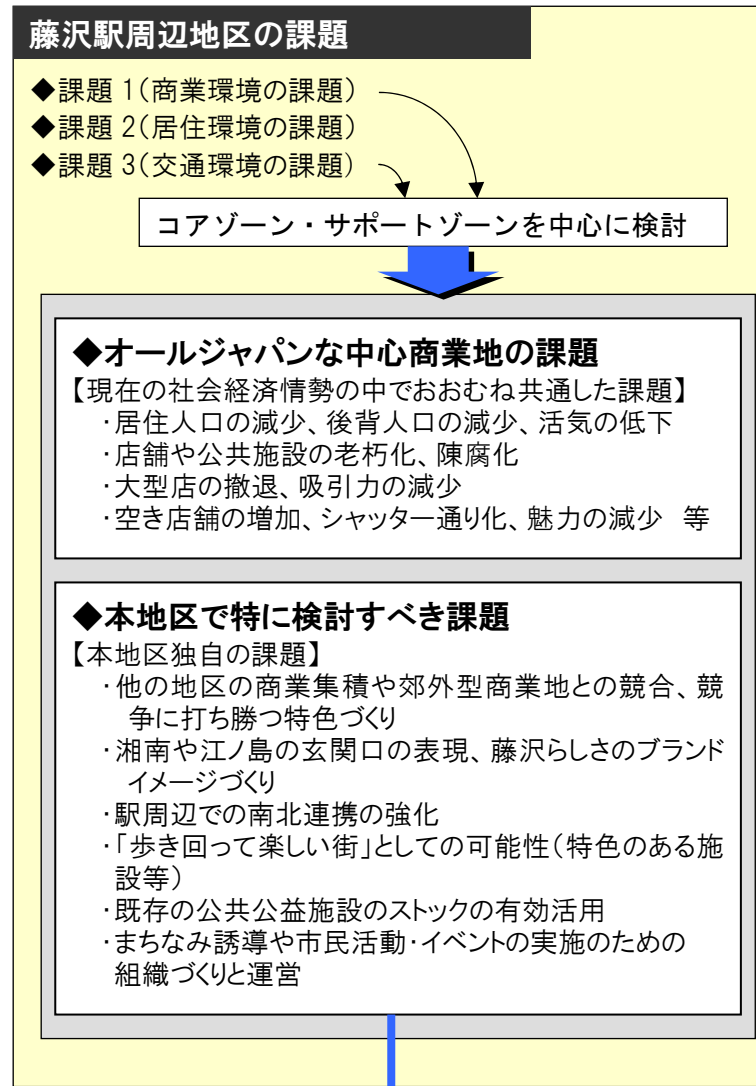 藤沢駅周辺地区の課題
◆課題 1(商業環境の課題)
◆課題 2(居住環境の課題)
◆課題 3(交通環境の課題)
コアゾーン・サポートゾーンを中心に検討
◆オールジャパンな中心商業地の課題
【現在の社会経済情勢の中でおおむね共通した課題】
・居住人口の減少、後背人口の減少、活気の低下
・店舗や公共施設の老朽化、陳腐化
・大型店の撤退、吸引力の減少
・空き店舗の増加、シャッター通り化、魅力の減少 等
◆本地区で特に検討すべき課題
【本地区独自の課題】
・他の地区の商業集積や郊外型商業地との競合、競
争に打ち勝つ特色づくり
・湘南や江ノ島の玄関口の表現、藤沢らしさのブランド
イメージづくり
・駅周辺での南北連携の強化
・「歩き回って楽しい街」としての可能性(特色のある施
設等)
・既存の公共公益施設のストックの有効活用
・まちなみ誘導や市民活動・イベントの実施のための
組織づくりと運営